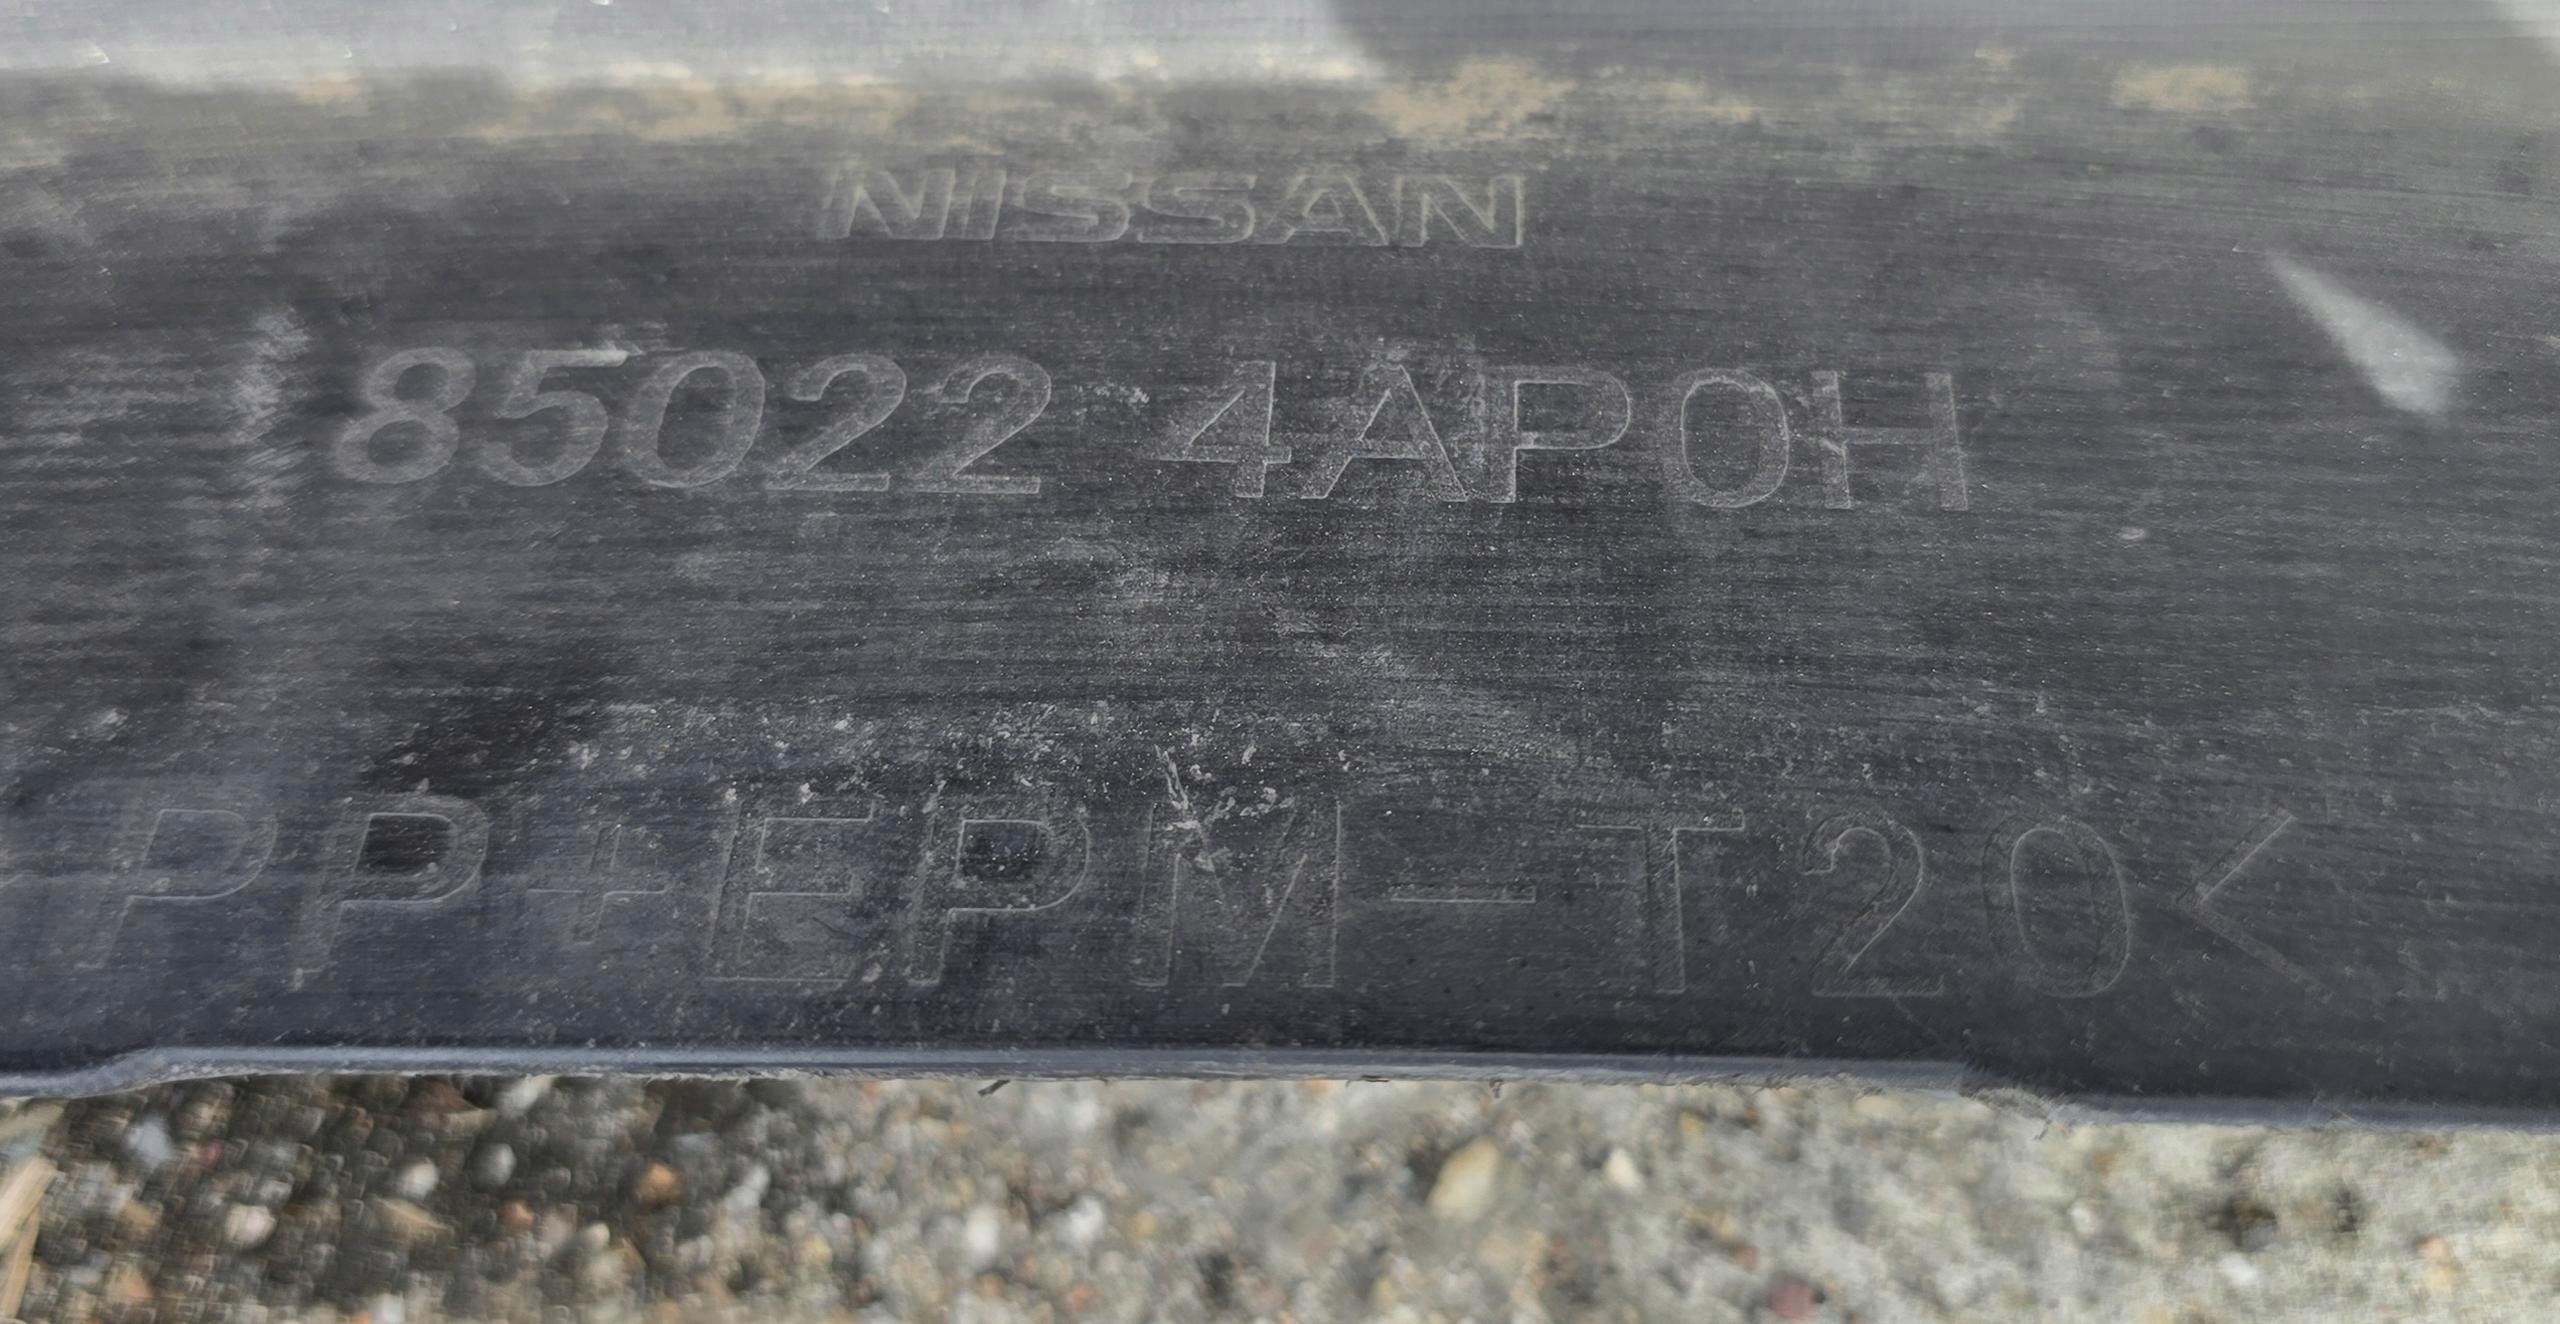 NISSAN
85022 4AP0H
PP+EPM-T20<